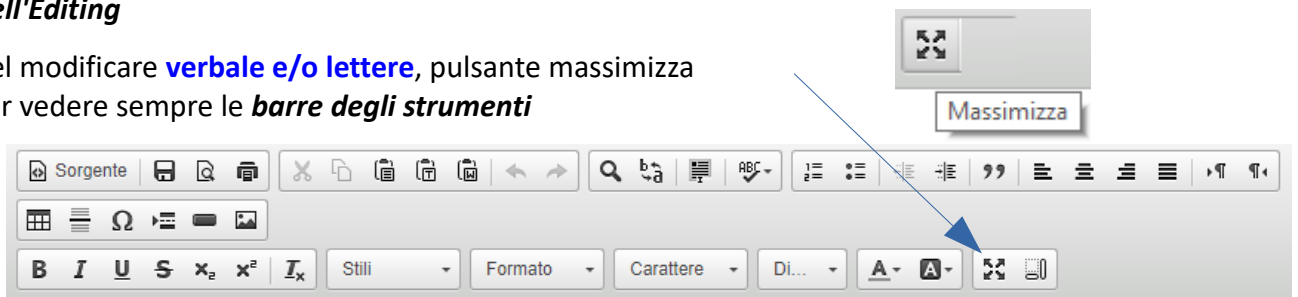 ell'Editing
el modificare verbale e/o lettere, pulsante massimizza
r vedere sempre le barre degli strumenti
Massimizza
Sorgente
Stili
Formato
Carattere
Di...